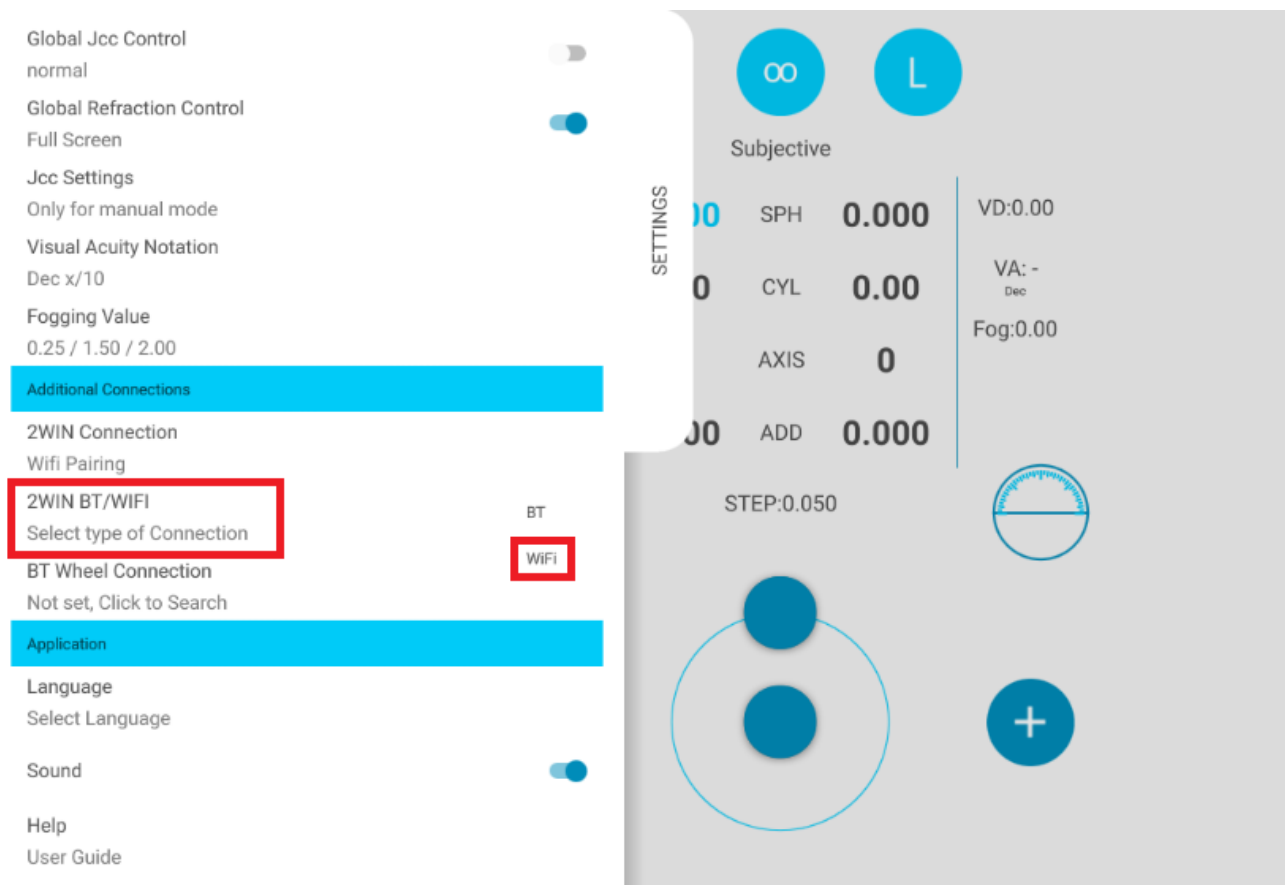 Global Jcc Control
normal
Global Refraction Control
Full Screen
Jcc Settings
Only for manual mode
Visual Acuity Notation
Dec x/10
Fogging Value
0.25 / 1.50 / 2.00
Additional Connections
2WIN Connection
Wifi Pairing
2WIN BT/WIFI
Select type of Connection
BT
WiFi
BT Wheel Connection
Not set, Click to Search
Application
Language
Select Language
Sound
Help
User Guide
SETTINGS
∞ L
Subjective
00 SPH 0.000 VD:0.00
0 CYL 0.00 VA: -
Dec
Fog:0.00
AXIS 0
00 ADD 0.000
STEP:0.050
+